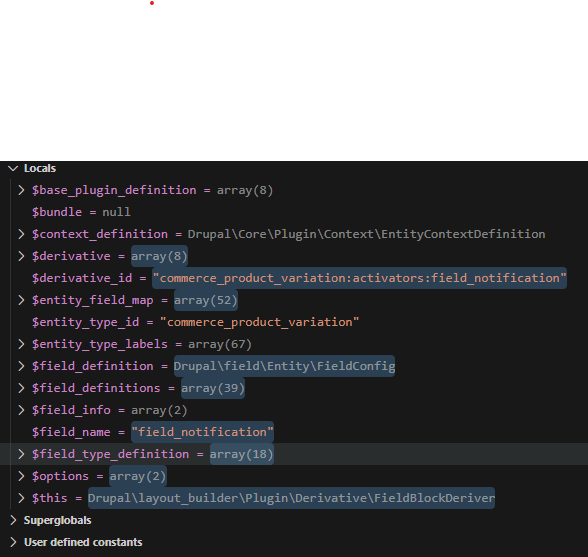 Locals
$base_plugin_definition = array(8)
$bundle = null
$context_definition = Drupal\Core\Plugin\Context\EntityContextDefinition
$derivative = array(8)
$derivative_id = "commerce_product_variation:activators:field_notification"
$entity_field_map = array(52)
$entity_type_id = "commerce_product_variation"
$entity_type_labels = array(67)
$field_definition = Drupal\field\Entity\FieldConfig
$field_definitions = array(39)
$field_info = array(2)
$field_name = "field_notification"
$field_type_definition = array(18)
$options = array(2)
$this = Drupal\layout_builder\Plugin\Derivative\FieldBlockDeriver
Superglobals
User defined constants